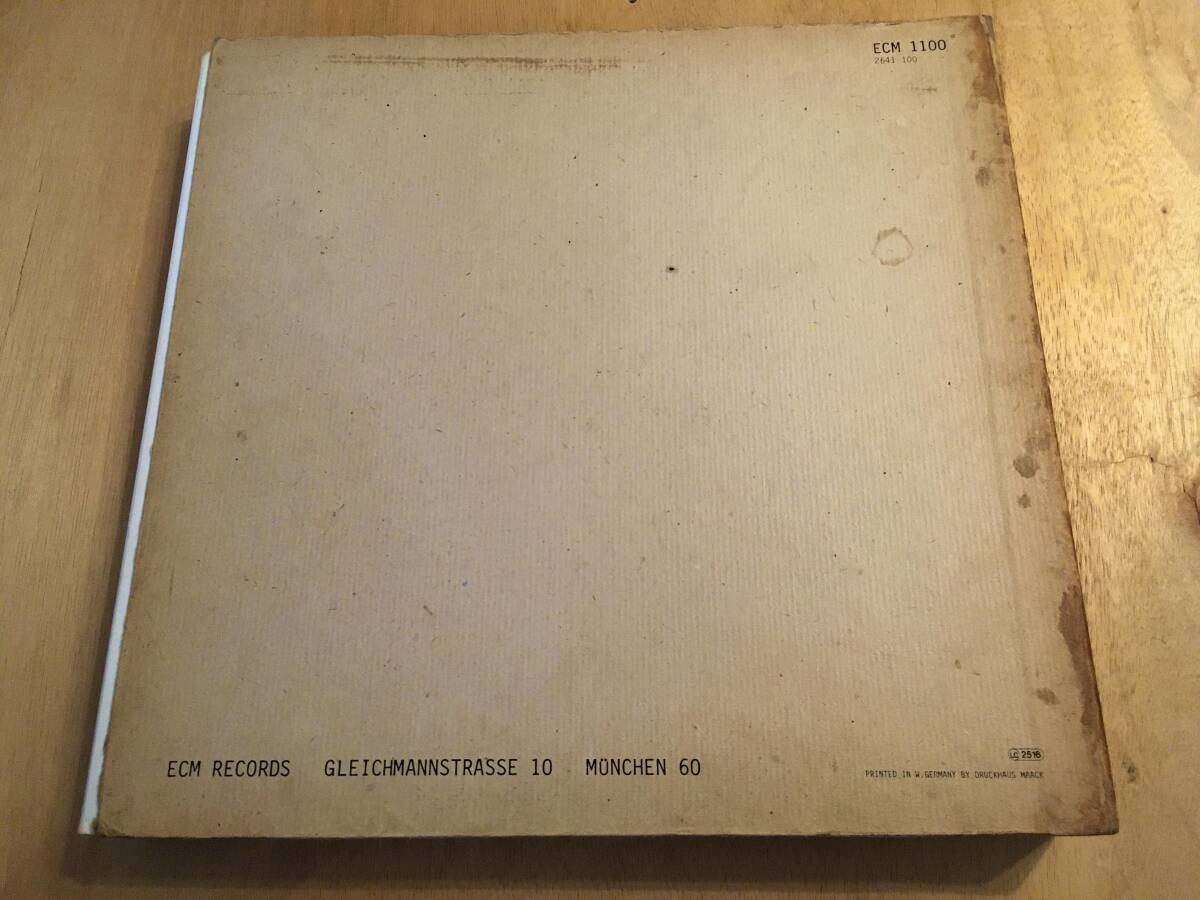 ECM 1100
2641 100
LC 2516
ECM RECORDS GLEICHMANNSTRASSE 10 MÜNCHEN 60
PRINTED IN W.GERMANY BY DRUCKHAUS MAACK